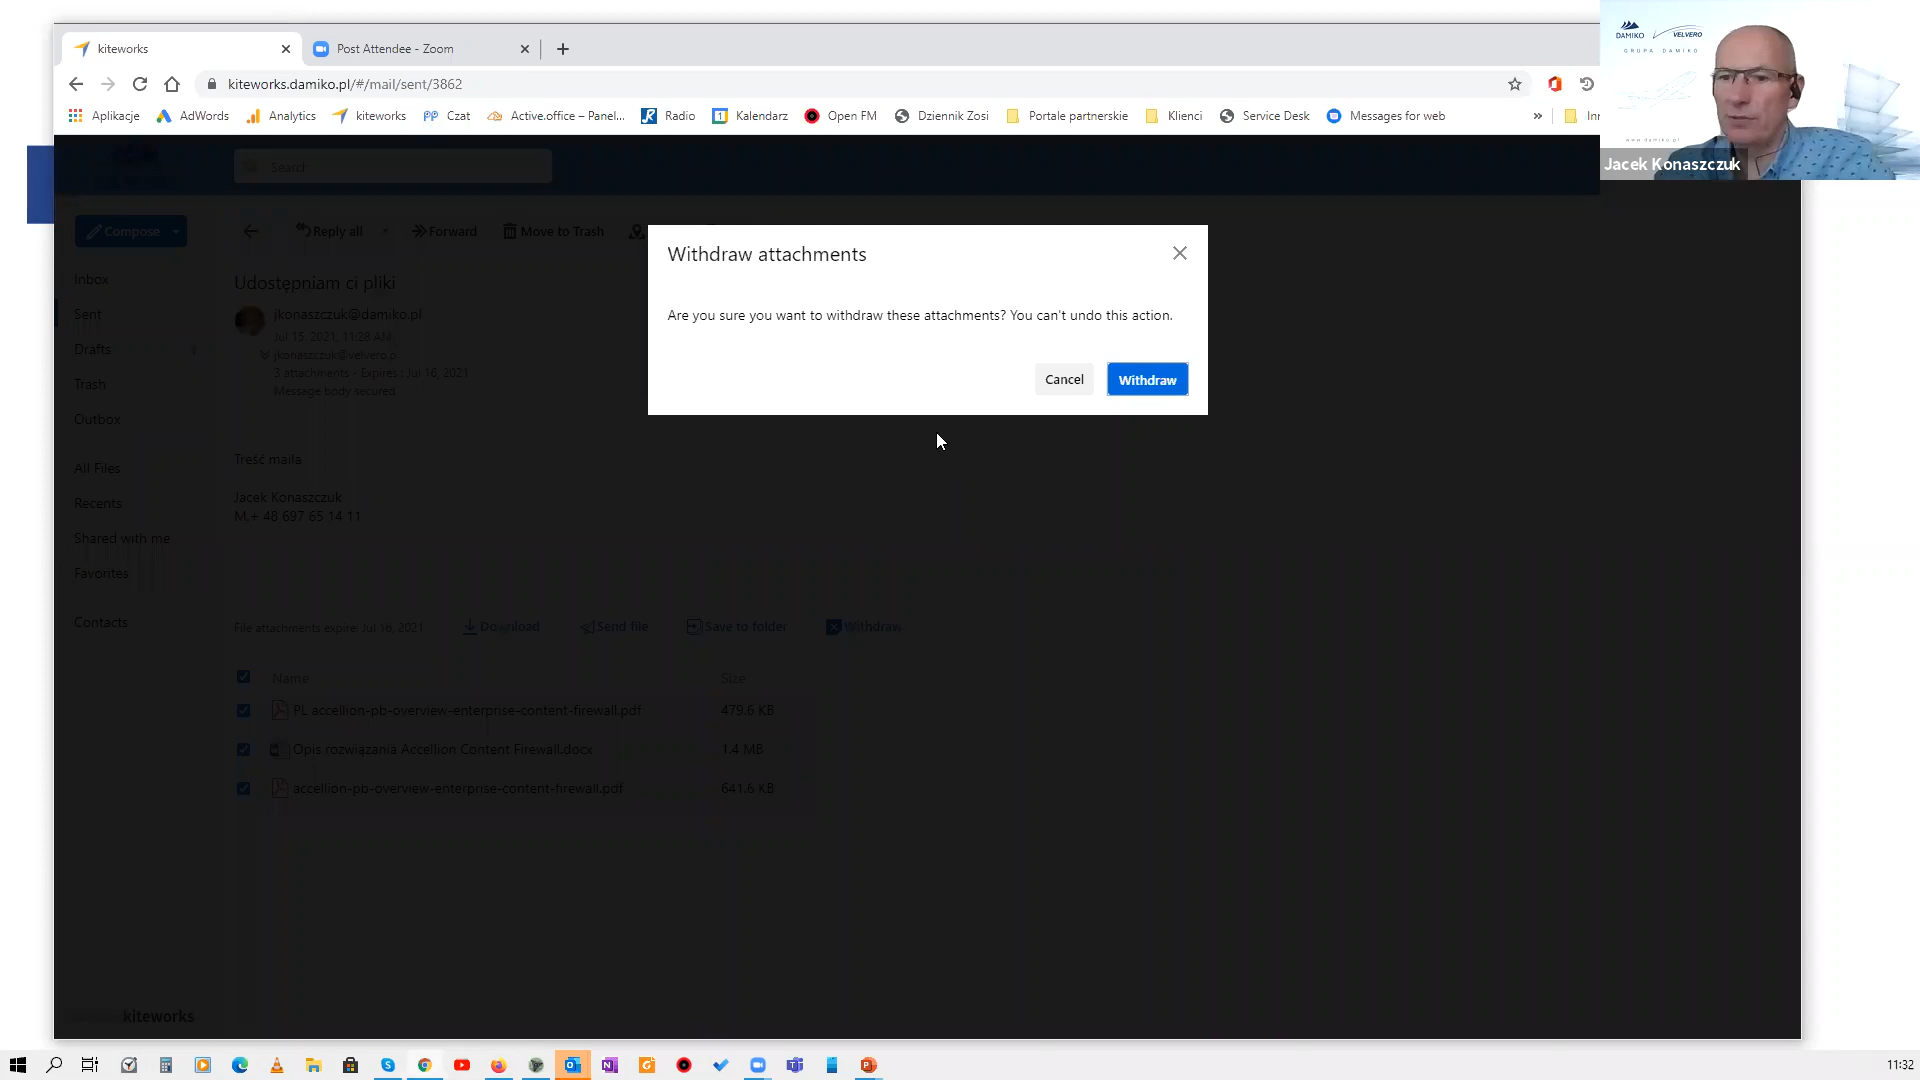 kiteworks
Post Attendee - Zoom
kiteworks.damiko.pl/#/mail/sent/3862
Aplikacje
AdWords
Analytics
kiteworks
Czat
Active.office – Panel...
Radio
Kalendarz
Open FM
Dziennik Zosi
Portale partnerskie
Klienci
Service Desk
Messages for web
»
DAMIKO
VELVERO
GRUPA DAMIKO
www.damiko.pl
Jacek Konaszczuk
Search
Compose
Reply all
Forward
Move to Trash
Inbox
Sent
Drafts
Trash
Outbox
All Files
Recents
Shared with me
Favorites
Contacts
Withdraw attachments
Are you sure you want to withdraw these attachments? You can't undo this action.
Cancel
Withdraw
Udostępniam ci pliki
jkonaszczuk@damiko.pl
Jul 15, 2021, 11:28 AM
3 attachments - Expires : Jul 16, 2021
Message body secured
Treść maila
Jacek Konaszczuk
M.+ 48 697 65 14 11
File attachments expire: Jul 16, 2021
Download
Send file
Save to folder
Withdraw
Name
Size
PL accellion-pb-overview-enterprise-content-firewall.pdf
479.6 KB
Opis rozwiązania Accellion Content Firewall.docx
1.4 MB
accellion-pb-overview-enterprise-content-firewall.pdf
641.6 KB
kiteworks
11:32